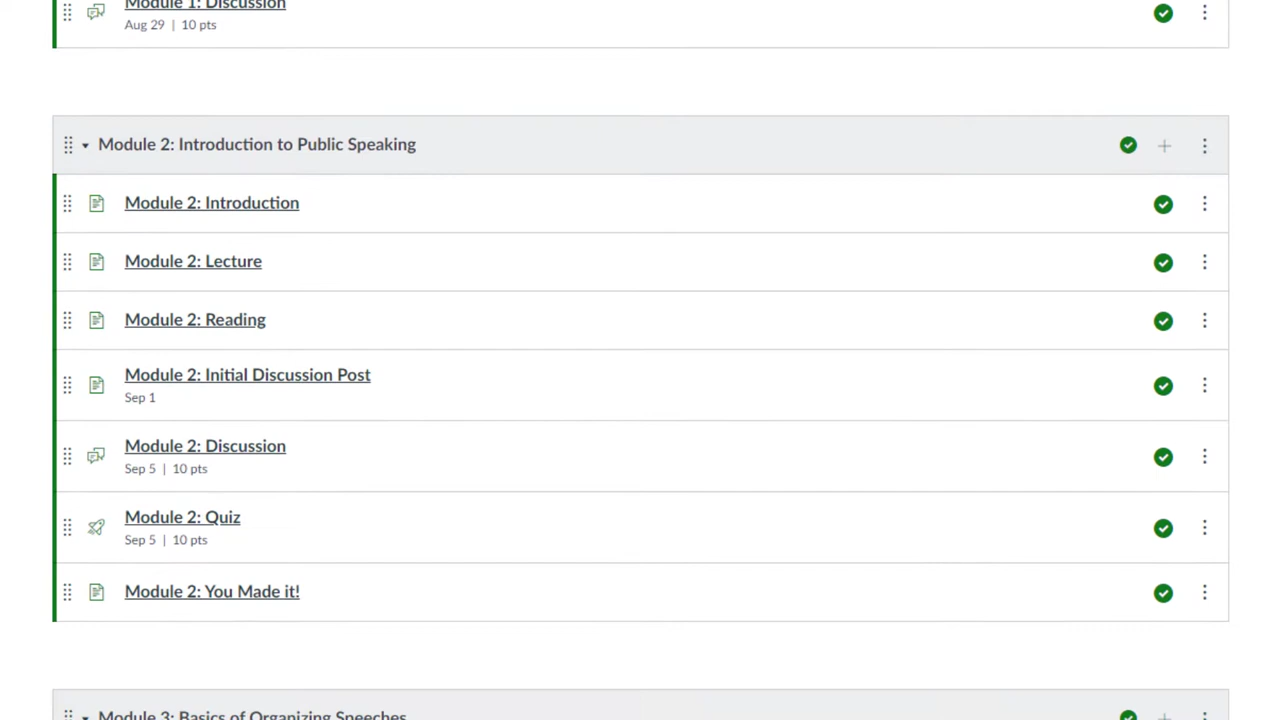 Module 1: Discussion
Aug 29 | 10 pts
Module 2: Introduction to Public Speaking
Module 2: Introduction
Module 2: Lecture
Module 2: Reading
Module 2: Initial Discussion Post
Sep 1
Module 2: Discussion
Sep 5 | 10 pts
Module 2: Quiz
Sep 5 | 10 pts
Module 2: You Made it!
Module 3: Basics of Organizing Speeches